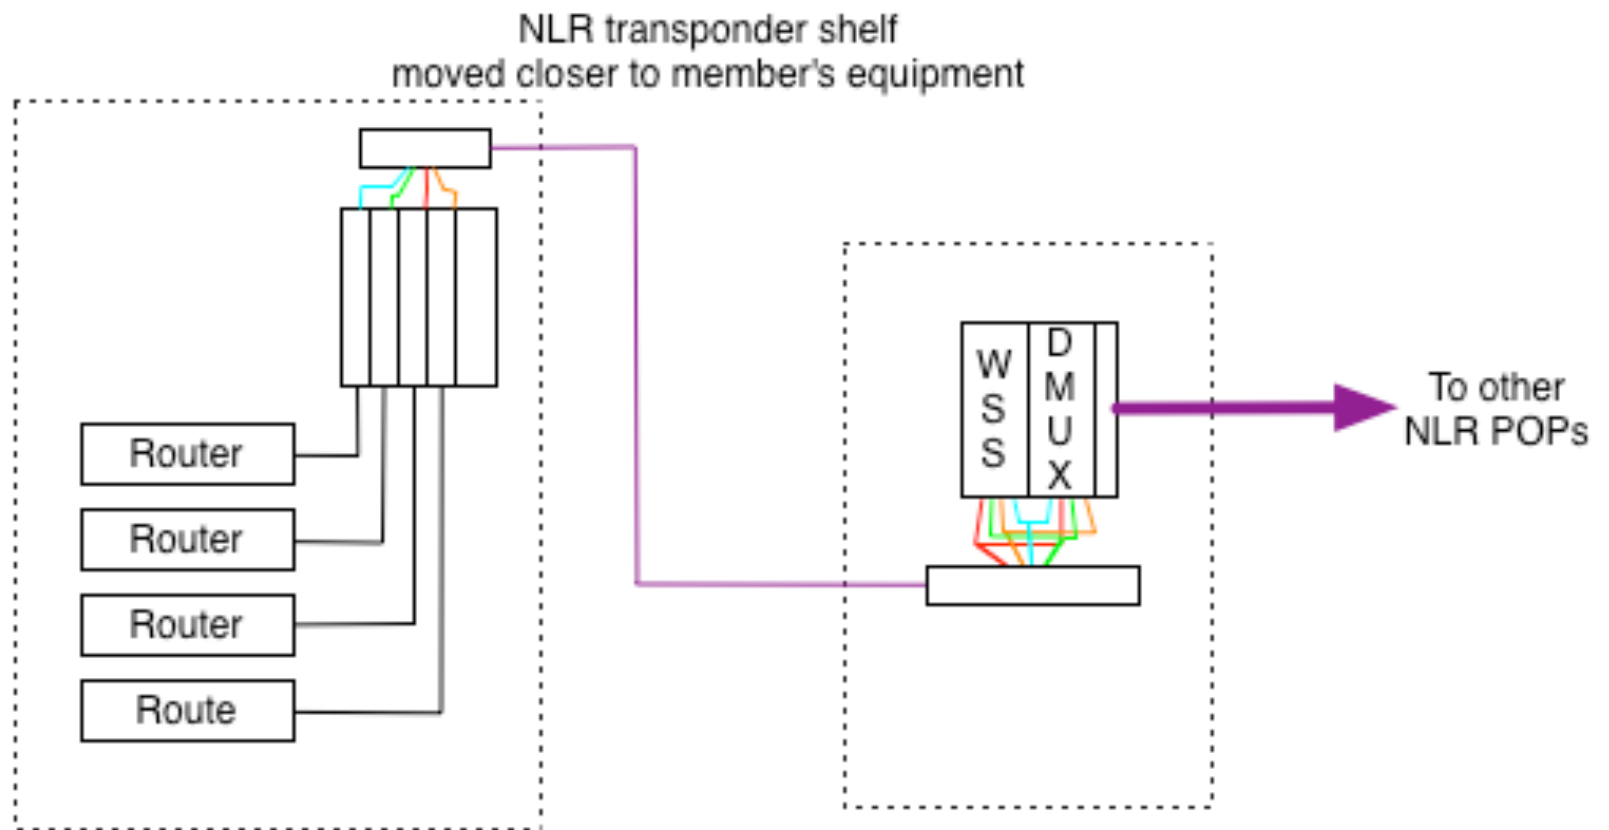 NLR transponder shelf
moved closer to member's equipment
Router
Router
Router
Route
W
S
S
D
M
U
X
To other
NLR POPs